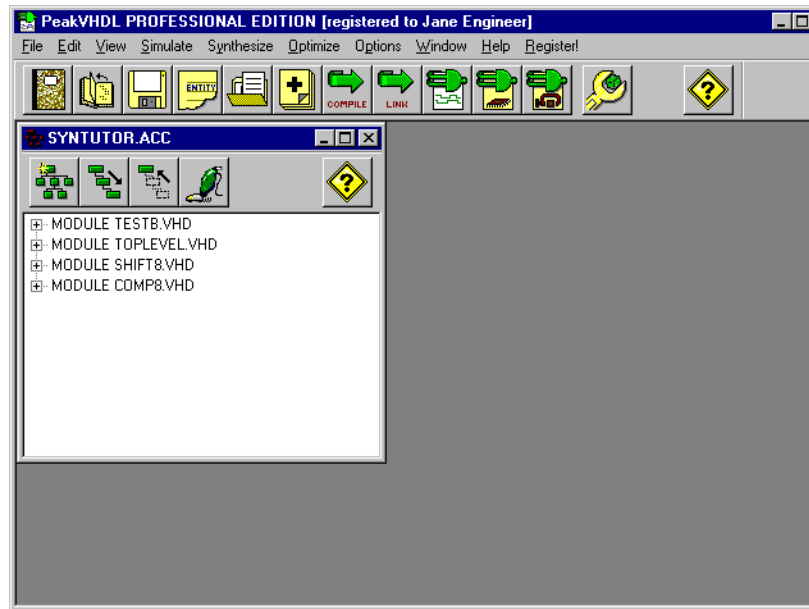 PeakVHDL PROFESSIONAL EDITION [registered to Jane Engineer]
File Edit View Simulate Synthesize Optimize Options Window Help Register!
ENTITY
COMPILE
LINK
?
SYNTUTOR.ACC
?
MODULE TESTB.VHD
MODULE TOPLEVEL.VHD
MODULE SHIFT8.VHD
MODULE COMP8.VHD